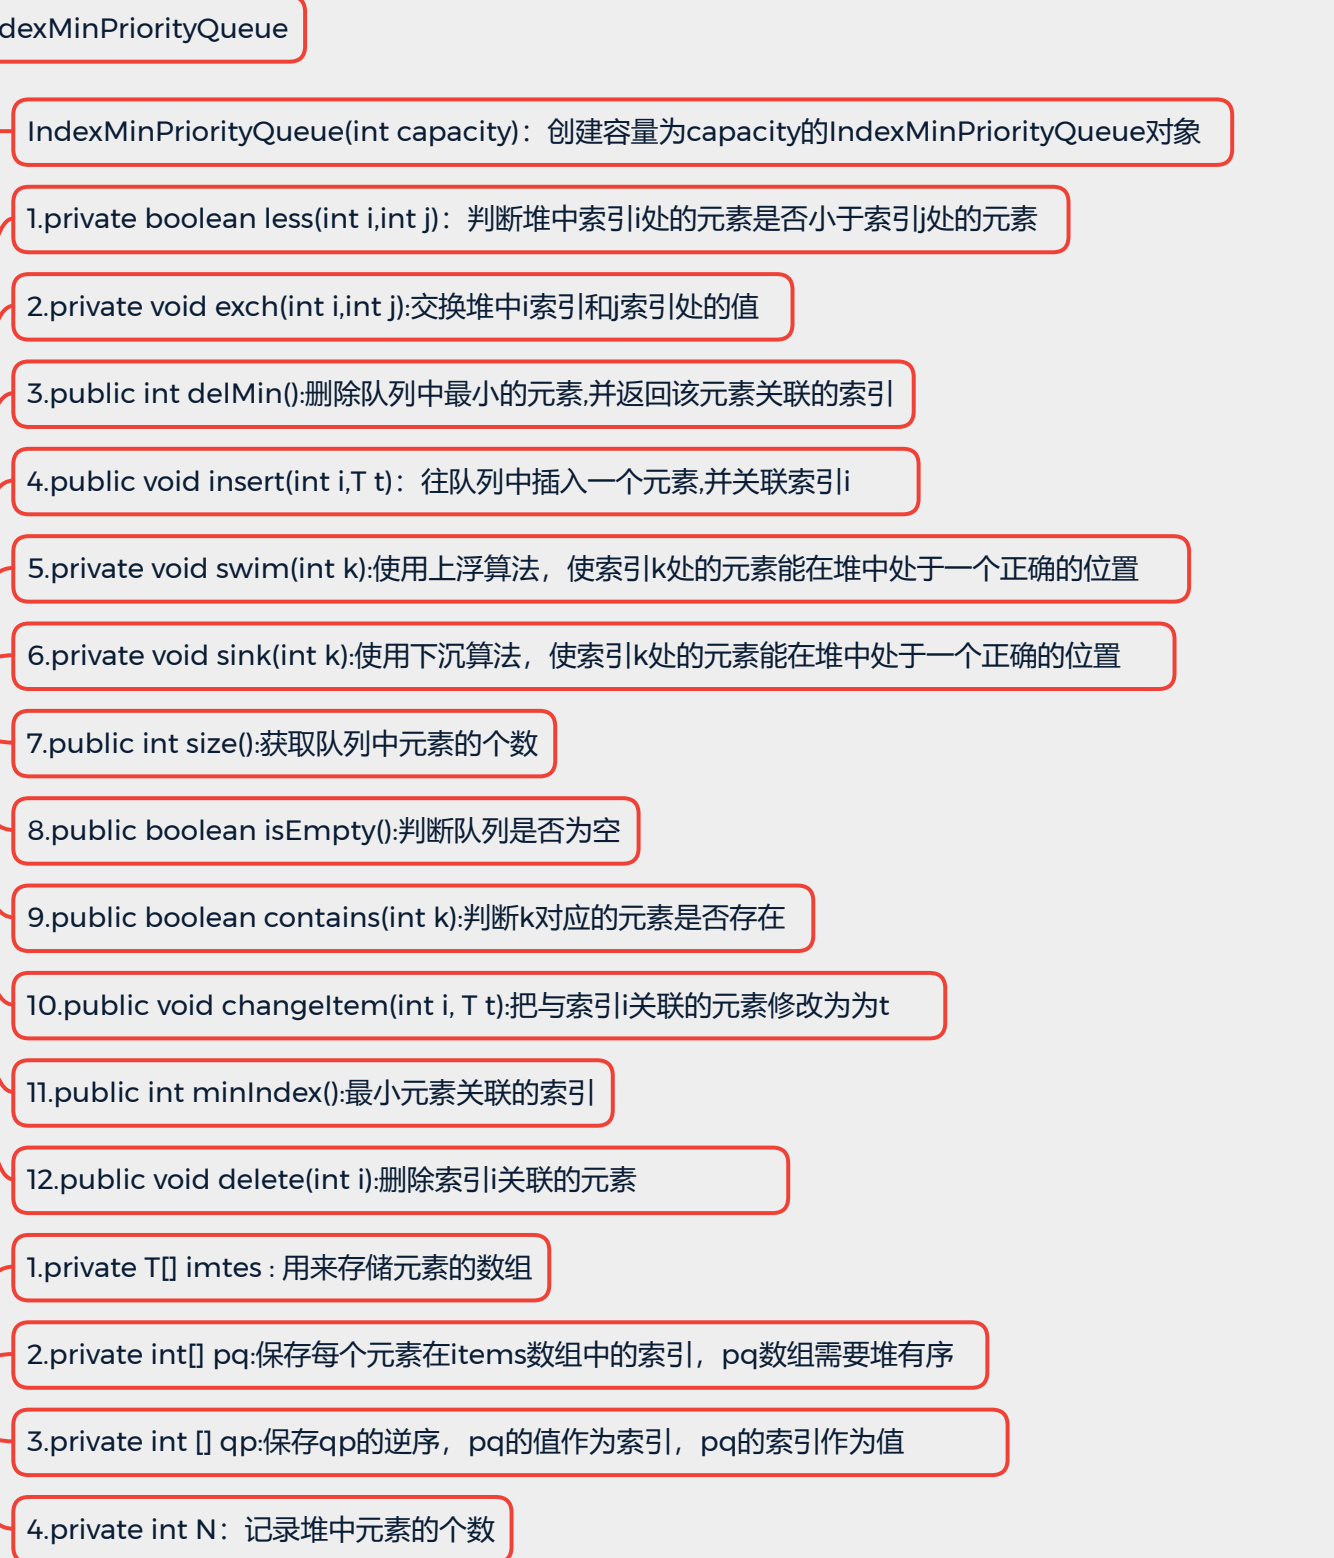 dexMinPriorityQueue
IndexMinPriorityQueue(int capacity)：创建容量为capacity的IndexMinPriorityQueue对象
1.private boolean less(int i,int j)：判断堆中索引i处的元素是否小于索引j处的元素
2.private void exch(int i,int j):交换堆中i索引和j索引处的值
3.public int delMin():删除队列中最小的元素,并返回该元素关联的索引
4.public void insert(int i,T t)：往队列中插入一个元素,并关联索引i
5.private void swim(int k):使用上浮算法，使索引k处的元素能在堆中处于一个正确的位置
6.private void sink(int k):使用下沉算法，使索引k处的元素能在堆中处于一个正确的位置
7.public int size():获取队列中元素的个数
8.public boolean isEmpty():判断队列是否为空
9.public boolean contains(int k):判断k对应的元素是否存在
10.public void changeItem(int i, T t):把与索引i关联的元素修改为为t
11.public int minIndex():最小元素关联的索引
12.public void delete(int i):删除索引i关联的元素
1.private T[] imtes : 用来存储元素的数组
2.private int[] pq:保存每个元素在items数组中的索引，pq数组需要堆有序
3.private int [] qp:保存qp的逆序，pq的值作为索引，pq的索引作为值
4.private int N：记录堆中元素的个数